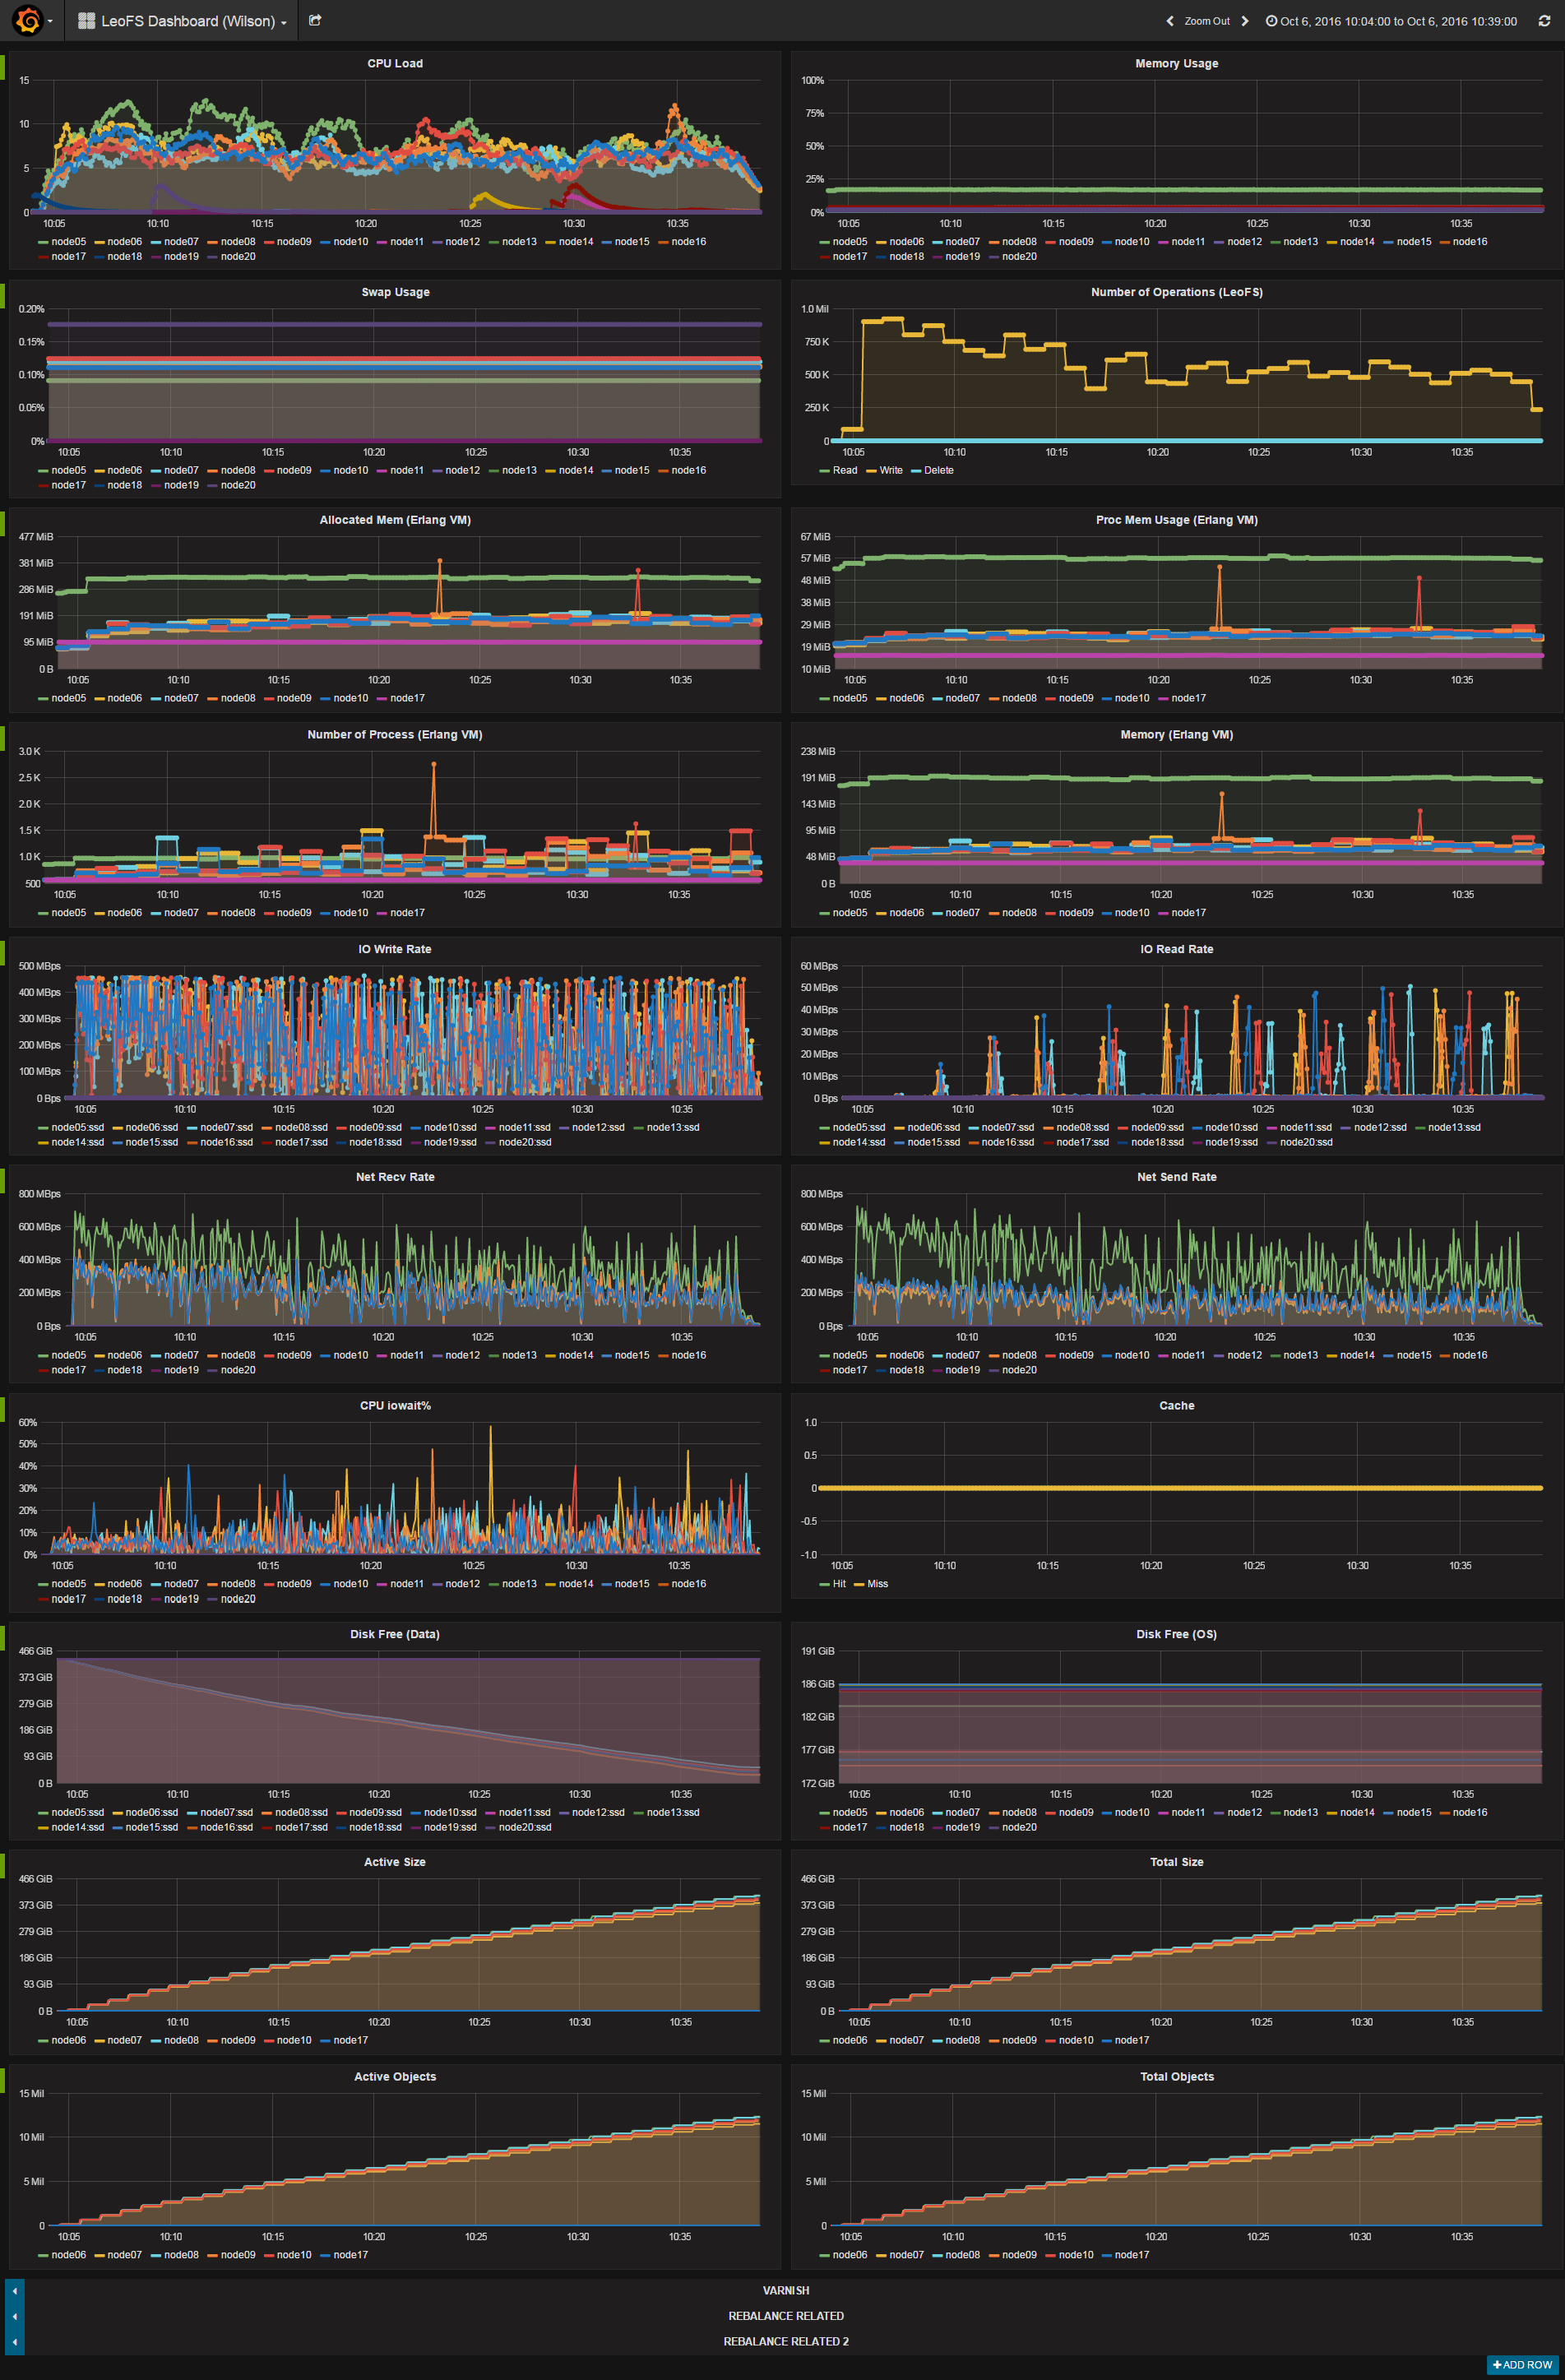 LeoFS Dashboard (Wilson)
Zoom Out
Oct 6, 2016 10:04:00 to Oct 6, 2016 10:39:00
CPU Load
15
10
5
0
10:05 10:10 10:15 10:20 10:25 10:30 10:35
node05 node06 node07 node08 node09 node10 node11 node12 node13 node14 node15 node16
node17 node18 node19 node20
Memory Usage
100%
75%
50%
25%
0%
10:05 10:10 10:15 10:20 10:25 10:30 10:35
node05 node06 node07 node08 node09 node10 node11 node12 node13 node14 node15 node16
node17 node18 node19 node20
Swap Usage
0.20%
0.15%
0.10%
0.05%
0%
10:05 10:10 10:15 10:20 10:25 10:30 10:35
node05 node06 node07 node08 node09 node10 node11 node12 node13 node14 node15 node16
node17 node18 node19 node20
Number of Operations (LeoFS)
1.0 Mil
750 K
500 K
250 K
0
10:05 10:10 10:15 10:20 10:25 10:30 10:35
Read Write Delete
Allocated Mem (Erlang VM)
477 MiB
381 MiB
286 MiB
191 MiB
95 MiB
0 B
10:05 10:10 10:15 10:20 10:25 10:30 10:35
node05 node06 node07 node08 node09 node10 node17
Proc Mem Usage (Erlang VM)
67 MiB
57 MiB
48 MiB
38 MiB
29 MiB
19 MiB
10 MiB
10:05 10:10 10:15 10:20 10:25 10:30 10:35
node05 node06 node07 node08 node09 node10 node17
Number of Process (Erlang VM)
3.0 K
2.5 K
2.0 K
1.5 K
1.0 K
500
10:05 10:10 10:15 10:20 10:25 10:30 10:35
node05 node06 node07 node08 node09 node10 node17
Memory (Erlang VM)
238 MiB
191 MiB
143 MiB
95 MiB
48 MiB
0 B
10:05 10:10 10:15 10:20 10:25 10:30 10:35
node05 node06 node07 node08 node09 node10 node17
IO Write Rate
500 MBps
400 MBps
300 MBps
200 MBps
100 MBps
0 Bps
10:05 10:10 10:15 10:20 10:25 10:30 10:35
node05:ssd node06:ssd node07:ssd node08:ssd node09:ssd node10:ssd node11:ssd node12:ssd node13:ssd
node14:ssd node15:ssd node16:ssd node17:ssd node18:ssd node19:ssd node20:ssd
IO Read Rate
60 MBps
50 MBps
40 MBps
30 MBps
20 MBps
10 MBps
0 Bps
10:05 10:10 10:15 10:20 10:25 10:30 10:35
node05:ssd node06:ssd node07:ssd node08:ssd node09:ssd node10:ssd node11:ssd node12:ssd node13:ssd
node14:ssd node15:ssd node16:ssd node17:ssd node18:ssd node19:ssd node20:ssd
Net Recv Rate
800 MBps
600 MBps
400 MBps
200 MBps
0 Bps
10:05 10:10 10:15 10:20 10:25 10:30 10:35
node05 node06 node07 node08 node09 node10 node11 node12 node13 node14 node15 node16
node17 node18 node19 node20
Net Send Rate
800 MBps
600 MBps
400 MBps
200 MBps
0 Bps
10:05 10:10 10:15 10:20 10:25 10:30 10:35
node05 node06 node07 node08 node09 node10 node11 node12 node13 node14 node15 node16
node17 node18 node19 node20
CPU iowait%
60%
50%
40%
30%
20%
10%
0%
10:05 10:10 10:15 10:20 10:25 10:30 10:35
node05 node06 node07 node08 node09 node10 node11 node12 node13 node14 node15 node16
node17 node18 node19 node20
Cache
1.0
0.5
0
-0.5
-1.0
10:05 10:10 10:15 10:20 10:25 10:30 10:35
Hit Miss
Disk Free (Data)
466 GiB
373 GiB
279 GiB
186 GiB
93 GiB
0 B
10:05 10:10 10:15 10:20 10:25 10:30 10:35
node05:ssd node06:ssd node07:ssd node08:ssd node09:ssd node10:ssd node11:ssd node12:ssd node13:ssd
node14:ssd node15:ssd node16:ssd node17:ssd node18:ssd node19:ssd node20:ssd
Disk Free (OS)
191 GiB
186 GiB
182 GiB
177 GiB
172 GiB
10:05 10:10 10:15 10:20 10:25 10:30 10:35
node05 node06 node07 node08 node09 node10 node11 node12 node13 node14 node15 node16
node17 node18 node19 node20
Active Size
466 GiB
373 GiB
279 GiB
186 GiB
93 GiB
0 B
10:05 10:10 10:15 10:20 10:25 10:30 10:35
node06 node07 node08 node09 node10 node17
Total Size
466 GiB
373 GiB
279 GiB
186 GiB
93 GiB
0 B
10:05 10:10 10:15 10:20 10:25 10:30 10:35
node06 node07 node08 node09 node10 node17
Active Objects
15 Mil
10 Mil
5 Mil
0
10:05 10:10 10:15 10:20 10:25 10:30 10:35
node06 node07 node08 node09 node10 node17
Total Objects
15 Mil
10 Mil
5 Mil
0
10:05 10:10 10:15 10:20 10:25 10:30 10:35
node06 node07 node08 node09 node10 node17
VARNISH
REBALANCE RELATED
REBALANCE RELATED 2
+ADD ROW